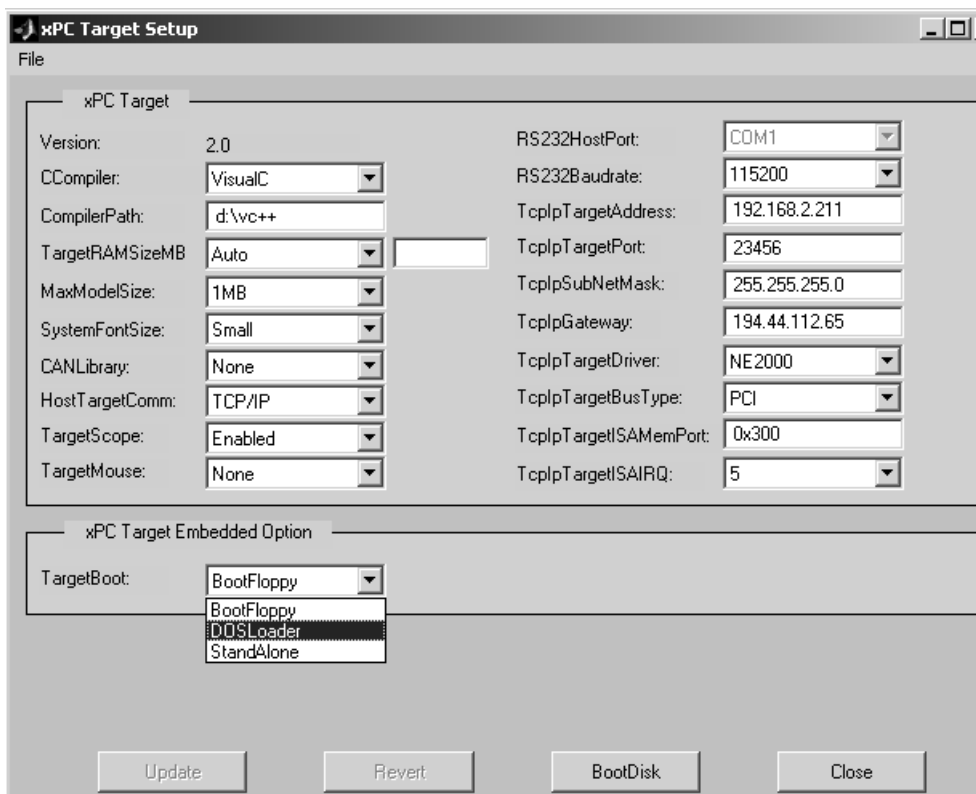 xPC Target Setup
File
xPC Target
Version: 2.0
CCompiler: VisualC
CompilerPath: d:\vc++
TargetRAMSizeMB Auto
MaxModelSize: 1MB
SystemFontSize: Small
CANLibrary: None
HostTargetComm: TCP/IP
TargetScope: Enabled
TargetMouse: None
RS232HostPort: COM1
RS232Baudrate: 115200
TcpIpTargetAddress: 192.168.2.211
TcpIpTargetPort: 23456
TcpIpSubNetMask: 255.255.255.0
TcpIpGateway: 194.44.112.65
TcpIpTargetDriver: NE2000
TcpIpTargetBusType: PCI
TcpIpTargetISAMemPort: 0x300
TcpIpTargetISAIRQ: 5
xPC Target Embedded Option
TargetBoot: BootFloppy
BootFloppy
DOSLoader
StandAlone
Update Revert BootDisk Close